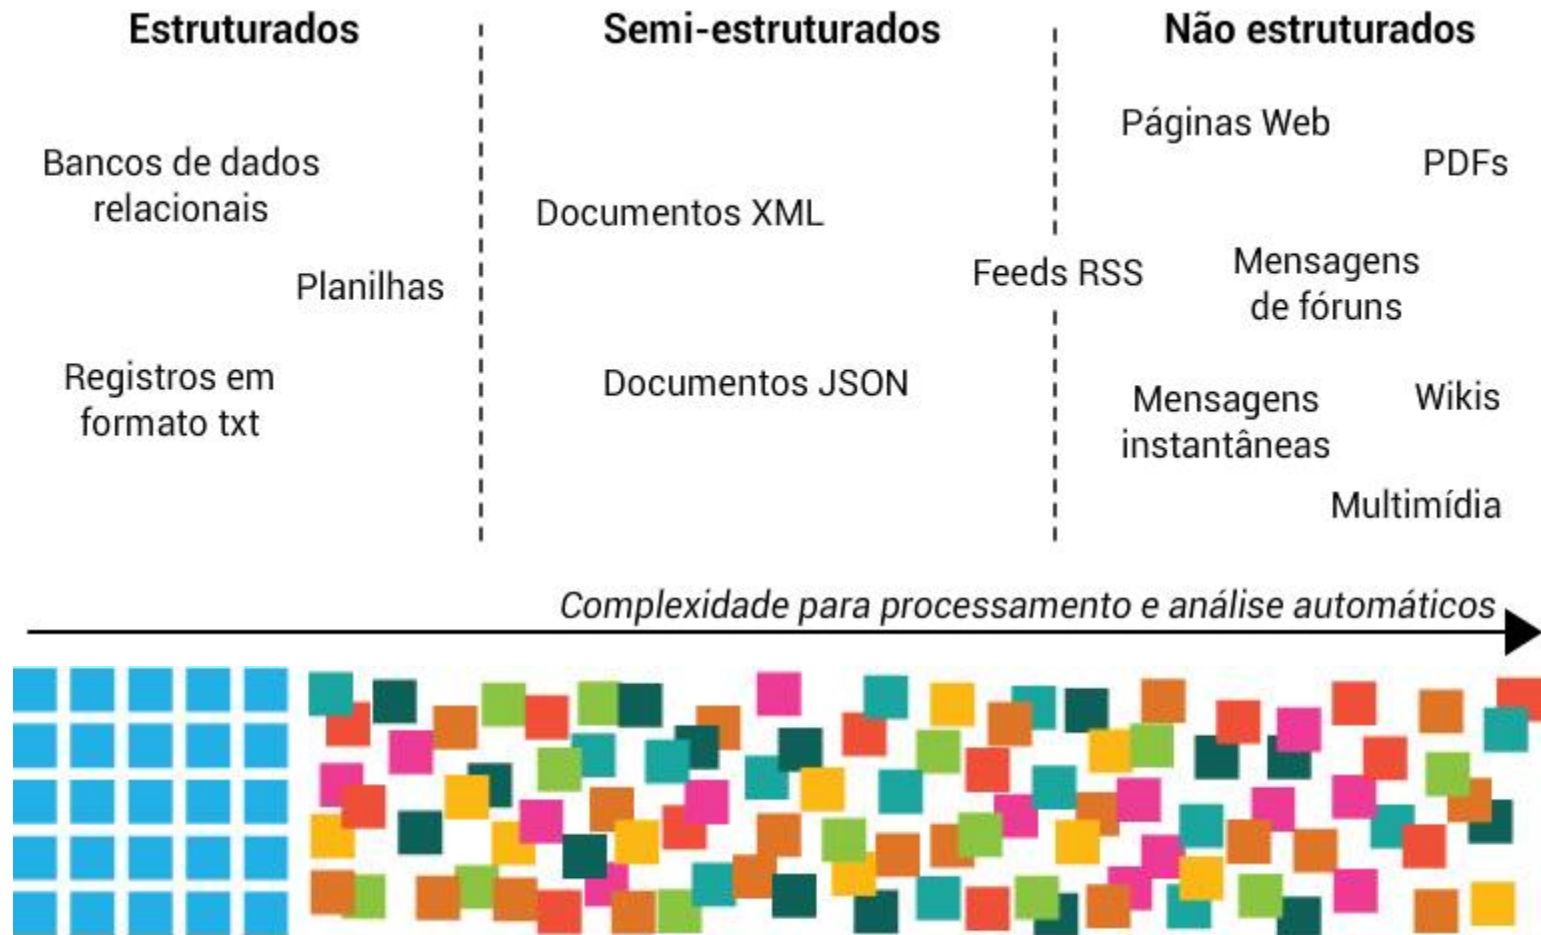 Estruturados
Semi-estruturados
Não estruturados
Bancos de dados
relacionais
Planilhas
Registros em
formato txt
Documentos XML
Documentos JSON
Feeds RSS
Páginas Web
PDFs
Mensagens
de fóruns
Mensagens
instantâneas
Wikis
Multimídia
Complexidade para processamento e análise automáticos